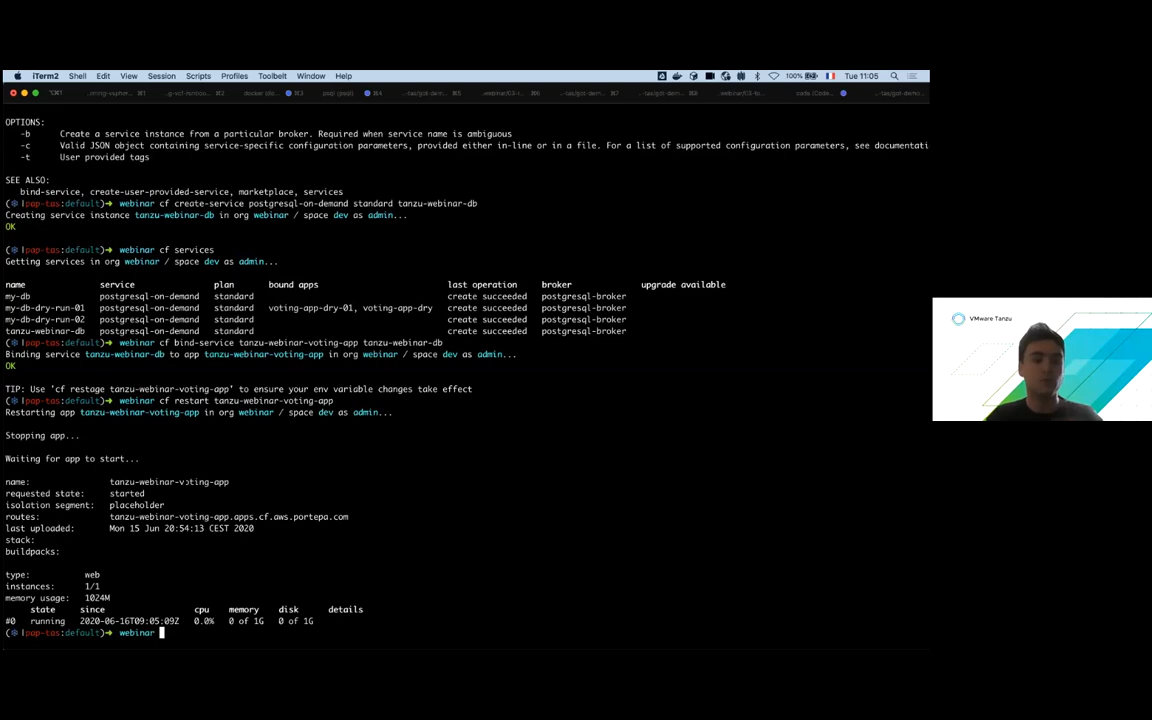 iTerm2 Shell Edit View Session Scripts Profiles Toolbelt Window Help 100% Tue 11:05
OPTIONS:
-b Create a service instance from a particular broker. Required when service name is ambiguous
-c Valid JSON object containing service-specific configuration parameters, provided either in-line or in a file. For a list of supported configuration parameters, see documentati
-t User provided tags
SEE ALSO:
bind-service, create-user-provided-service, marketplace, services
(⎈ |pap-tas:default)➜ webinar cf create-service postgresql-on-demand standard tanzu-webinar-db
Creating service instance tanzu-webinar-db in org webinar / space dev as admin...
OK
(⎈ |pap-tas:default)➜ webinar cf services
Getting services in org webinar / space dev as admin...
name service plan bound apps last operation broker upgrade available
my-db postgresql-on-demand standard create succeeded postgresql-broker
my-db-dry-run-01 postgresql-on-demand standard voting-app-dry-01, voting-app-dry create succeeded postgresql-broker
my-db-dry-run-02 postgresql-on-demand standard create succeeded postgresql-broker
tanzu-webinar-db postgresql-on-demand standard create succeeded postgresql-broker
(⎈ |pap-tas:default)➜ webinar cf bind-service tanzu-webinar-voting-app tanzu-webinar-db
Binding service tanzu-webinar-db to app tanzu-webinar-voting-app in org webinar / space dev as admin...
OK
TIP: Use 'cf restage tanzu-webinar-voting-app' to ensure your env variable changes take effect
(⎈ |pap-tas:default)➜ webinar cf restart tanzu-webinar-voting-app
Restarting app tanzu-webinar-voting-app in org webinar / space dev as admin...
Stopping app...
Waiting for app to start...
name: tanzu-webinar-voting-app
requested state: started
isolation segment: placeholder
routes: tanzu-webinar-voting-app.apps.cf.aws.portepa.com
last uploaded: Mon 15 Jun 20:54:13 CEST 2020
stack:
buildpacks:
type: web
instances: 1/1
memory usage: 1024M
state since cpu memory disk details
#0 running 2020-06-16T09:05:09Z 0.0% 0 of 1G 0 of 1G
(⎈ |pap-tas:default)➜ webinar
VMware Tanzu